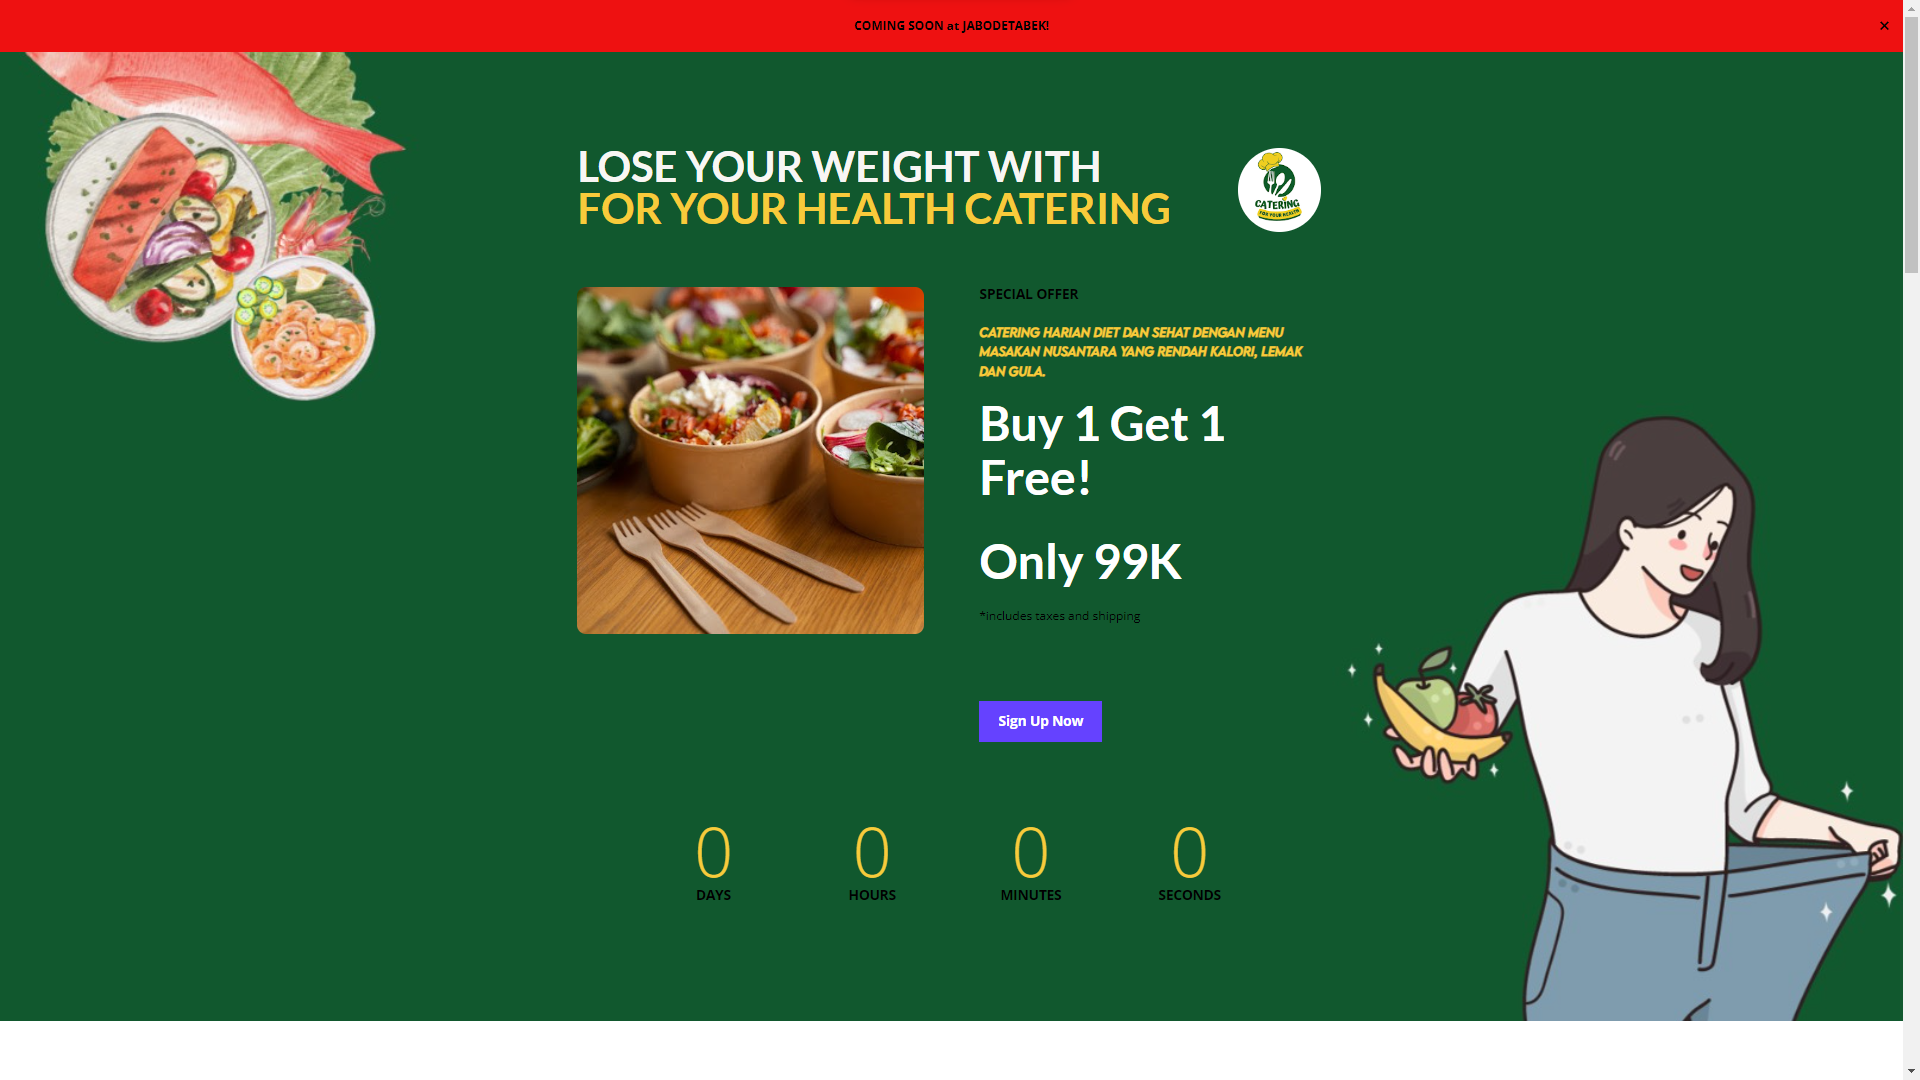 COMING SOON at JABODETABEK!
LOSE YOUR WEIGHT WITH
FOR YOUR HEALTH CATERING
CATERING
FOR YOUR HEALTH
SPECIAL OFFER
CATERING HARIAN DIET DAN SEHAT DENGAN MENU
MASAKAN NUSANTARA YANG RENDAH KALORI, LEMAK
DAN GULA.
Buy 1 Get 1
Free!
Only 99K
*includes taxes and shipping
Sign Up Now
0 0 0 0
DAYS HOURS MINUTES SECONDS